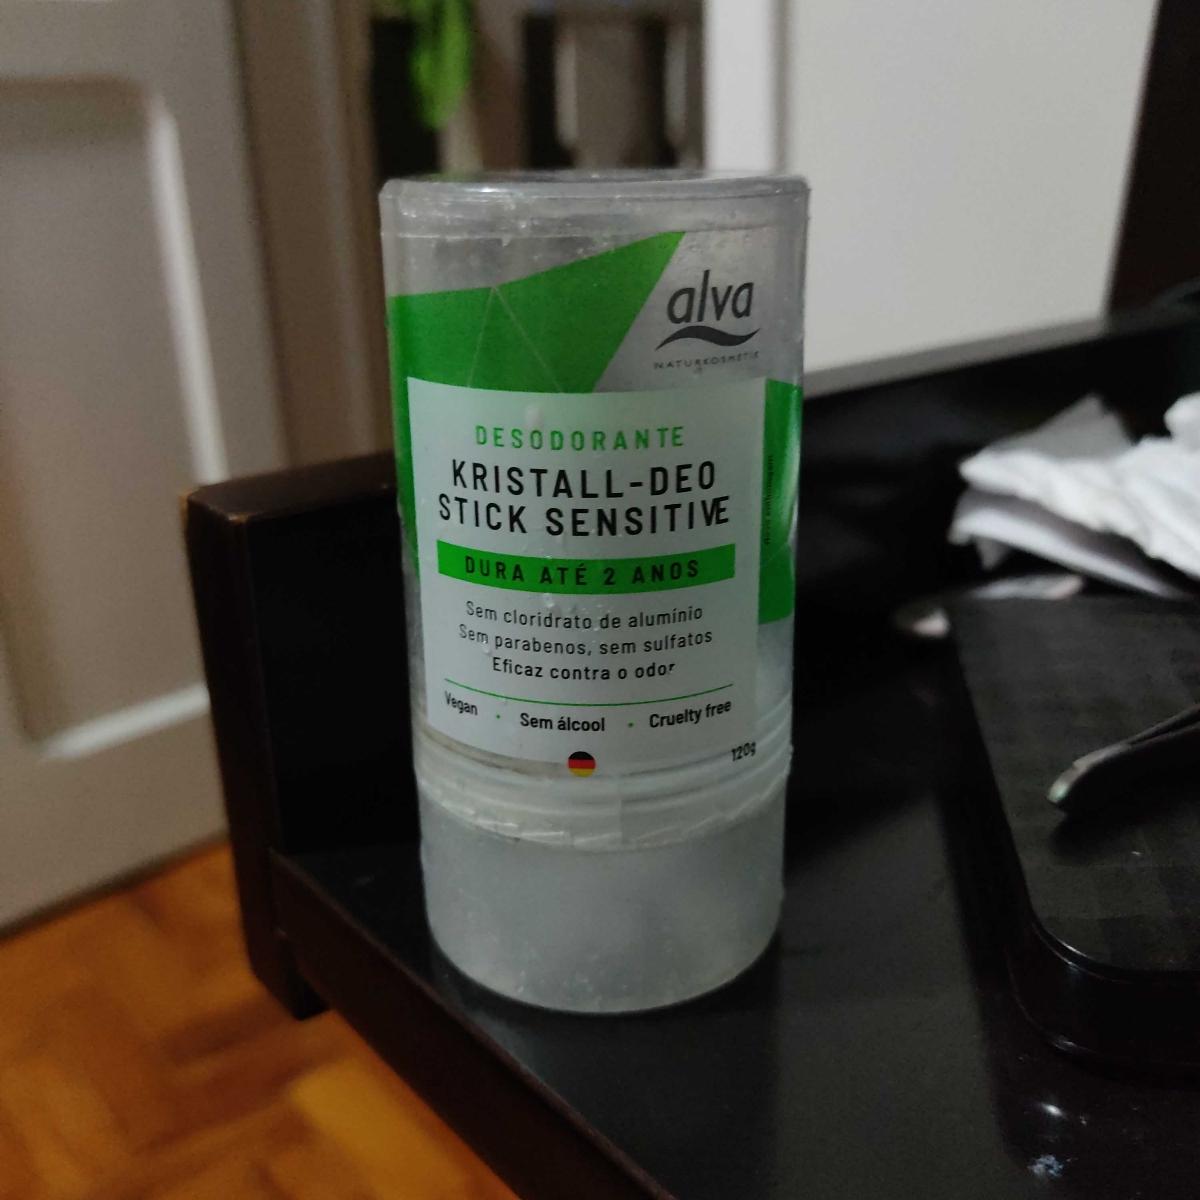 alva
NATURKOSMETIK
DESODORANTE
KRISTALL-DEO
STICK SENSITIVE
DURA ATÉ 2 ANOS
Sem cloridrato de alumínio
Sem parabenos, sem sulfatos
Eficaz contra o odor
Vegan • Sem álcool • Cruelty free
120g